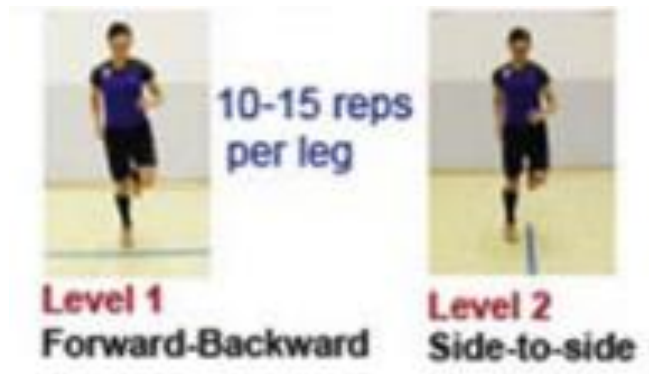 10-15 reps
per leg
Level 1
Forward-Backward
Level 2
Side-to-side